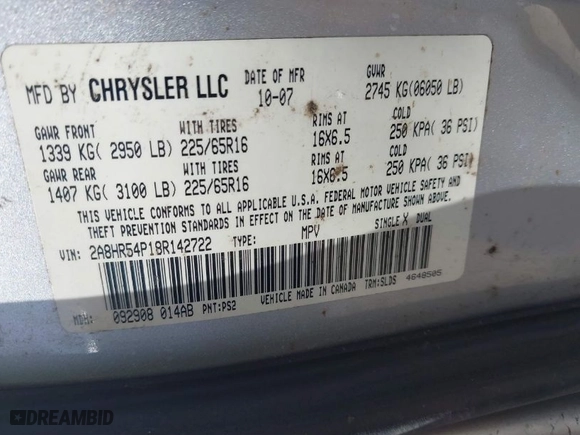 MFD BY CHRYSLER LLC DATE OF MFR 10-07 GVWR 2745 KG(06050 LB)
GAWR FRONT WITH TIRES RIMS AT COLD
1339 KG( 2950 LB) 225/65R16 16X6.5 250 KPA( 36 PSI)
GAWR REAR WITH TIRES RIMS AT COLD
1407 KG( 3100 LB) 225/65R16 16X6.5 250 KPA( 36 PSI)
THIS VEHICLE CONFORMS TO ALL APPLICABLE U.S.A. FEDERAL MOTOR VEHICLE SAFETY AND
THEFT PREVENTION STANDARDS IN EFFECT ON THE DATE OF MANUFACTURE SHOWN ABOVE.
VIN: 2A8HR54P18R142722 TYPE: MPV SINGLE X DUAL
VEHICLE MADE IN CANADA TRM:SLDS 4648505
MDH: 092908 014AB PNT:PS2
DREAMBID